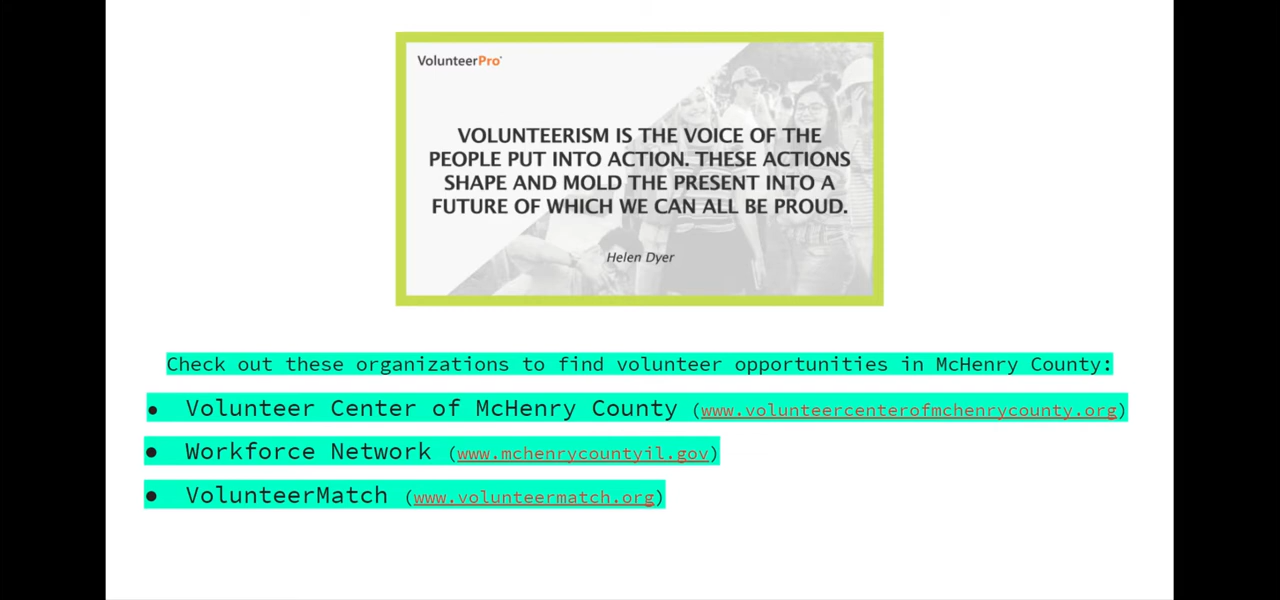 VolunteerPro
VOLUNTEERISM IS THE VOICE OF THE
PEOPLE PUT INTO ACTION. THESE ACTIONS
SHAPE AND MOLD THE PRESENT INTO A
FUTURE OF WHICH WE CAN ALL BE PROUD.
Helen Dyer
Check out these organizations to find volunteer opportunities in McHenry County:
● Volunteer Center of McHenry County (www.volunteercenterofmchenrycounty.org)
● Workforce Network (www.mchenrycountyil.gov)
● VolunteerMatch (www.volunteermatch.org)